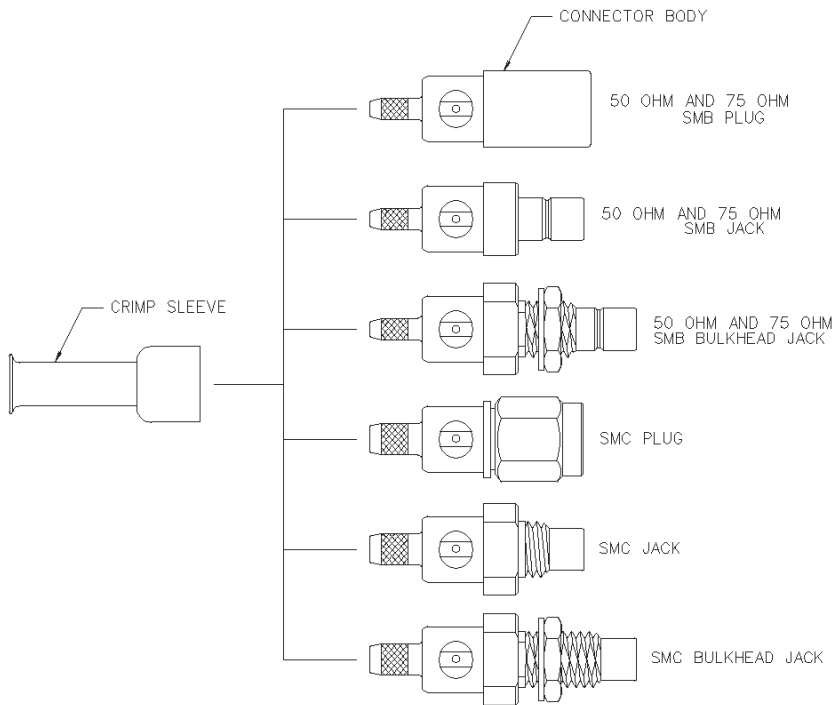 CONNECTOR BODY
50 OHM AND 75 OHM
SMB PLUG
50 OHM AND 75 OHM
SMB JACK
CRIMP SLEEVE
50 OHM AND 75 OHM
SMB BULKHEAD JACK
SMC PLUG
SMC JACK
SMC BULKHEAD JACK